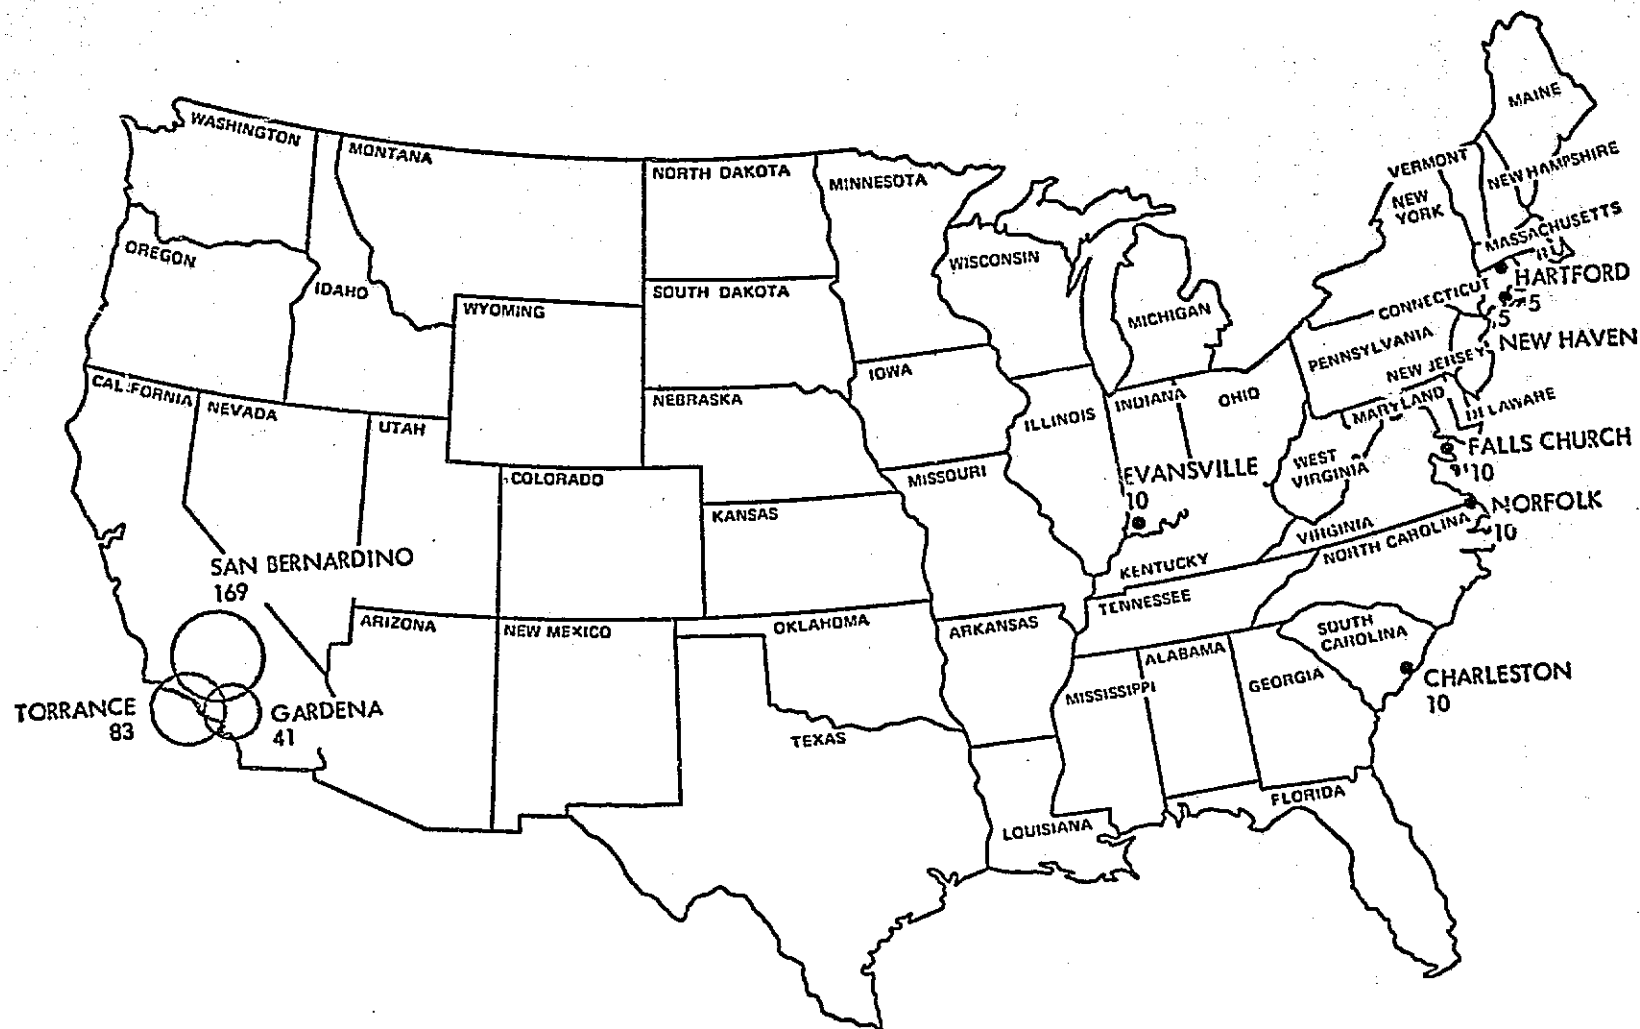 MAINE
WASHINGTON
MONTANA
NORTH DAKOTA
MINNESOTA
VERMONT
NEW HAMPSHIRE
NEW
YORK
MASSACHUSETTS
OREGON
IDAHO
WYOMING
SOUTH DAKOTA
WISCONSIN
MICHIGAN
CONNECTICUT
HARTFORD
5
5
NEW HAVEN
PENNSYLVANIA
NEW JERSEY
CALIFORNIA
NEVADA
UTAH
NEBRASKA
IOWA
ILLINOIS
INDIANA
OHIO
MARYLAND
DELAWARE
FALLS CHURCH
10
COLORADO
KANSAS
MISSOURI
EVANSVILLE
10
WEST
VIRGINIA
NORFOLK
10
VIRGINIA
NORTH CAROLINA
KENTUCKY
TENNESSEE
SAN BERNARDINO
169
ARIZONA
NEW MEXICO
OKLAHOMA
ARKANSAS
SOUTH
CAROLINA
ALABAMA
MISSISSIPPI
GEORGIA
CHARLESTON
10
TORRANCE
83
GARDENA
41
TEXAS
LOUISIANA
FLORIDA